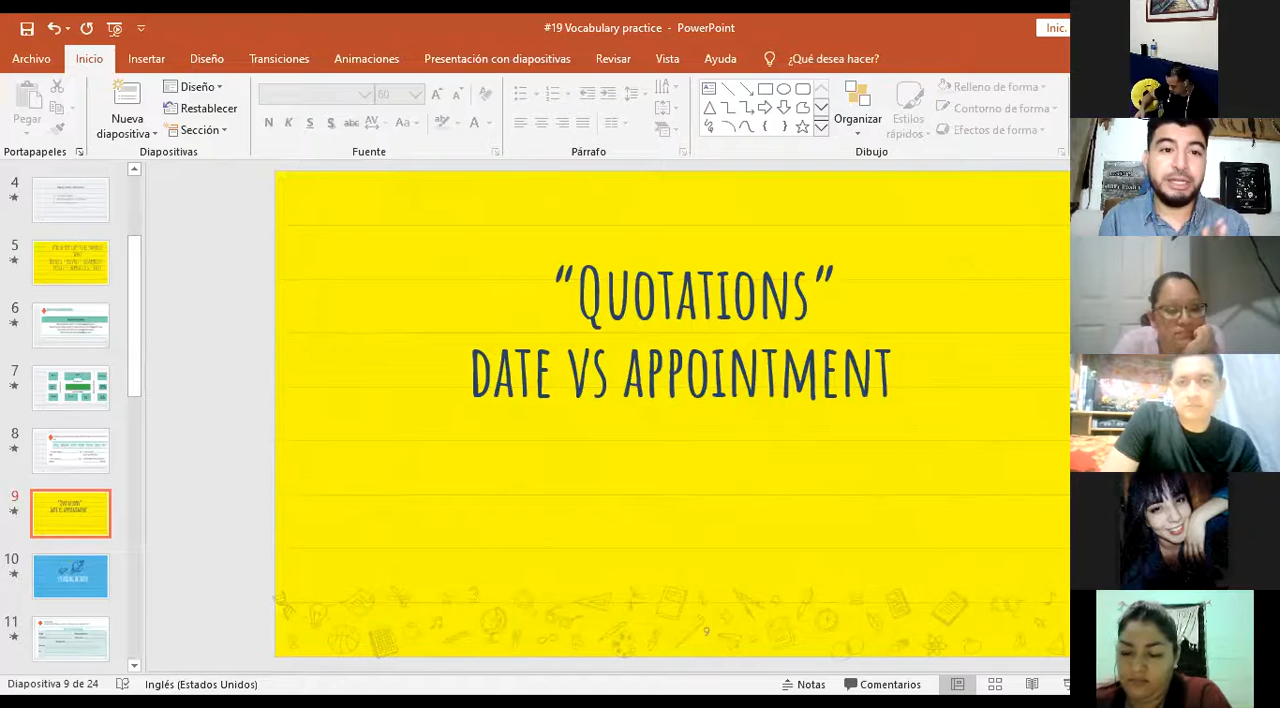 #19 Vocabulary practice - PowerPoint
Inic.
Archivo Inicio Insertar Diseño Transiciones Animaciones Presentación con diapositivas Revisar Vista Ayuda ¿Qué desea hacer?
Pegar
Nueva diapositiva
Diseño
Restablecer
Sección
60
N K S S abc AV Aa A
Organizar
Estilos rápidos
Relleno de forma
Contorno de forma
Efectos de forma
Portapapeles Diapositivas Fuente Párrafo Dibujo
4
5
6
7
8
9
10
11
“Quotations”
DATE VS APPOINTMENT
9
Diapositiva 9 de 24 Inglés (Estados Unidos) Notas Comentarios